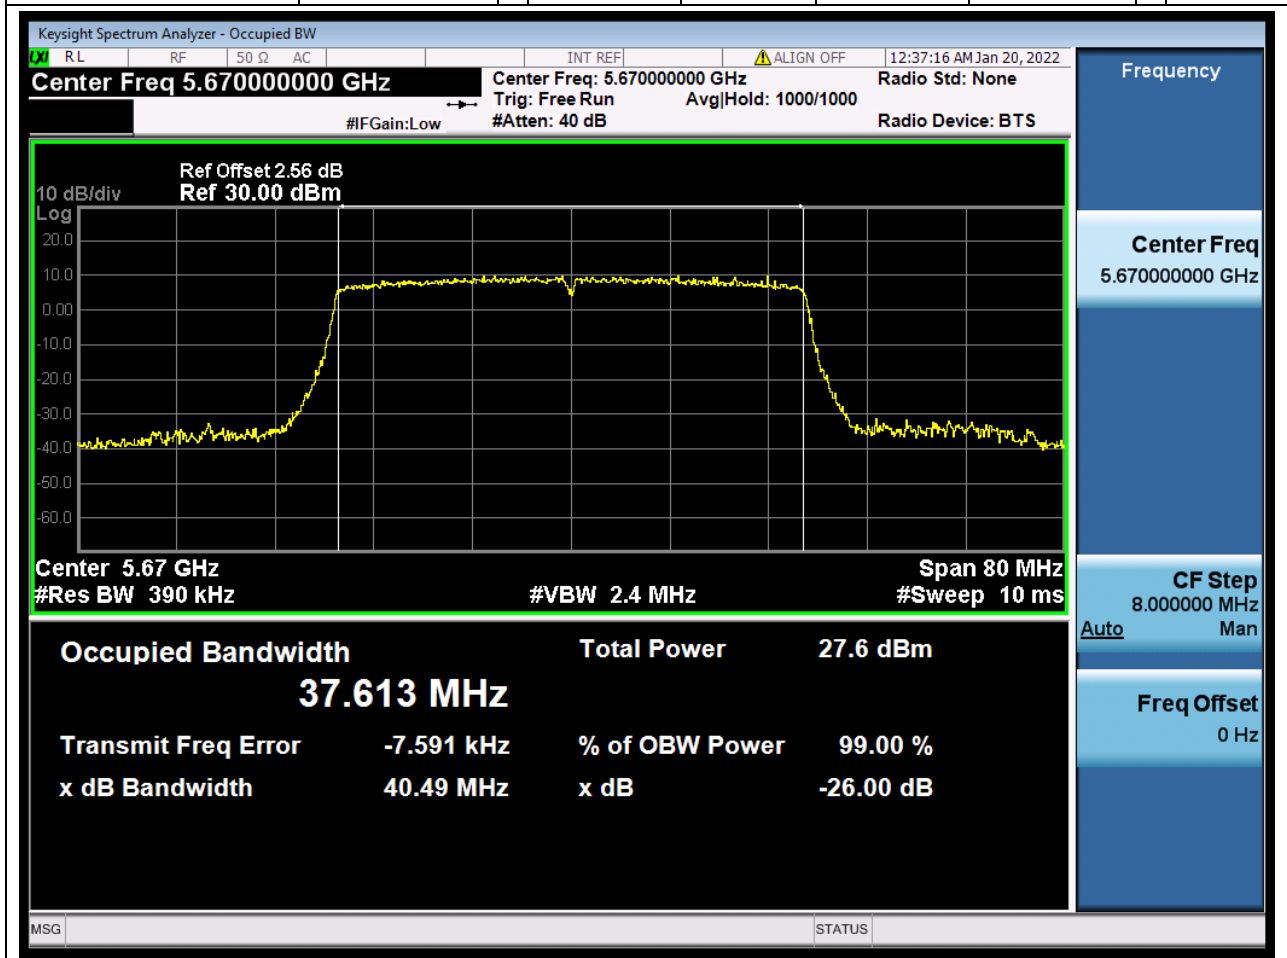 Keysight Spectrum Analyzer - Occupied BW
LXI RL RF 50 Ω AC INT REF ALIGN OFF 12:37:16 AM Jan 20, 2022
Center Freq 5.670000000 GHz
Center Freq: 5.670000000 GHz
Radio Std: None
Trig: Free Run Avg|Hold: 1000/1000
#IFGain:Low
#Atten: 40 dB
Radio Device: BTS
Ref Offset 2.56 dB
10 dB/div Ref 30.00 dBm
Log
20.0
10.0
0.00
-10.0
-20.0
-30.0
-40.0
-50.0
-60.0
Center 5.67 GHz Span 80 MHz
#Res BW 390 kHz #VBW 2.4 MHz #Sweep 10 ms
Occupied Bandwidth
37.613 MHz
Total Power 27.6 dBm
Transmit Freq Error -7.591 kHz % of OBW Power 99.00 %
x dB Bandwidth 40.49 MHz x dB -26.00 dB
Frequency
Center Freq
5.670000000 GHz
CF Step
8.000000 MHz
Auto Man
Freq Offset
0 Hz
MSG STATUS